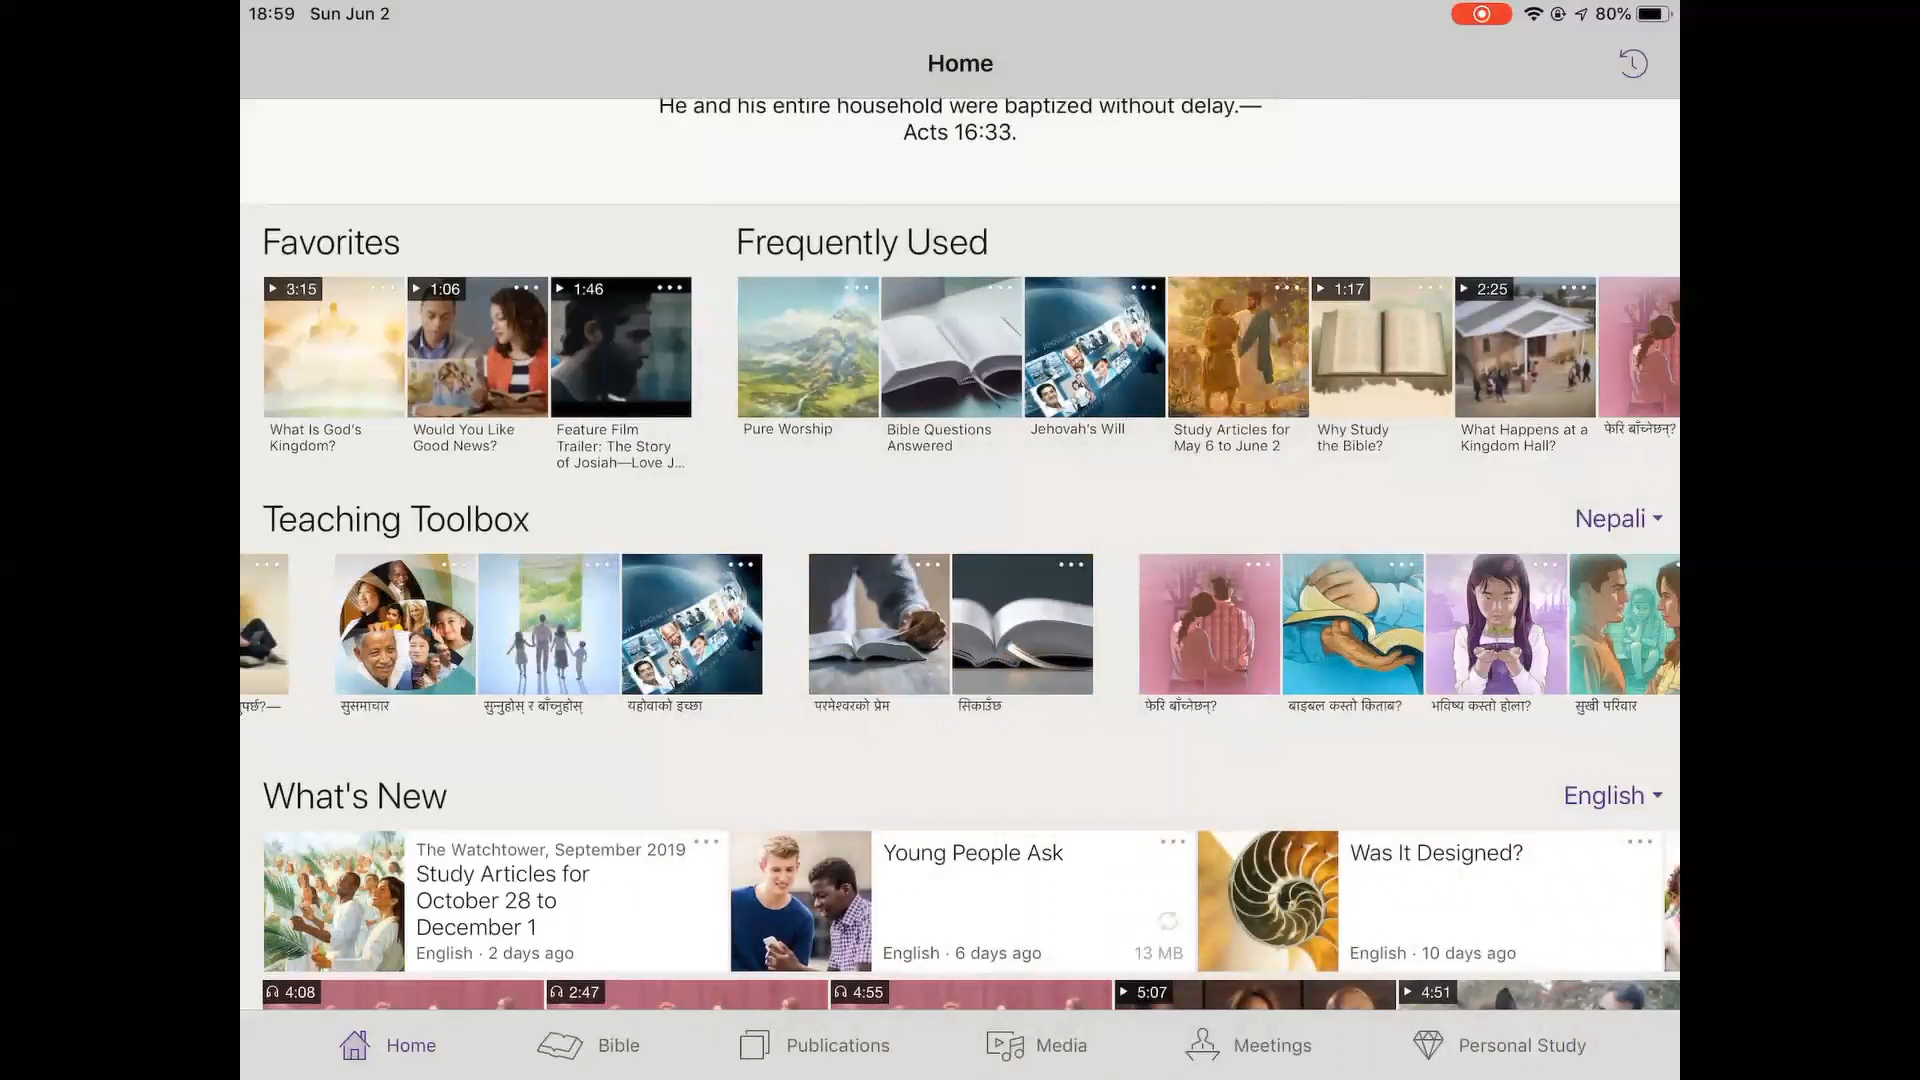 18:59 Sun Jun 2
80%
Home
He and his entire household were baptized without delay.—
Acts 16:33.
Favorites
Frequently Used
3:15
1:06
1:46
1:17
2:25
What Is God's
Kingdom?
Would You Like
Good News?
Feature Film
Trailer: The Story
of Josiah—Love J...
Pure Worship
Bible Questions
Answered
Jehovah's Will
Study Articles for
May 6 to June 2
Why Study
the Bible?
What Happens at a
Kingdom Hall?
फेरि बाँच्नेछन्?
Teaching Toolbox
Nepali
सुसमाचार
सुन्नुहोस् र बाँच्नुहोस्
यहोवाको इच्छा
परमेश्वरको प्रेम
सिकाउँछ
फेरि बाँच्नेछन्?
बाइबल कस्तो किताब?
भविष्य कस्तो होला?
सुखी परिवार
What's New
English
The Watchtower, September 2019
Study Articles for
October 28 to
December 1
English · 2 days ago
Young People Ask
English · 6 days ago
13 MB
Was It Designed?
English · 10 days ago
4:08
2:47
4:55
5:07
4:51
Home
Bible
Publications
Media
Meetings
Personal Study